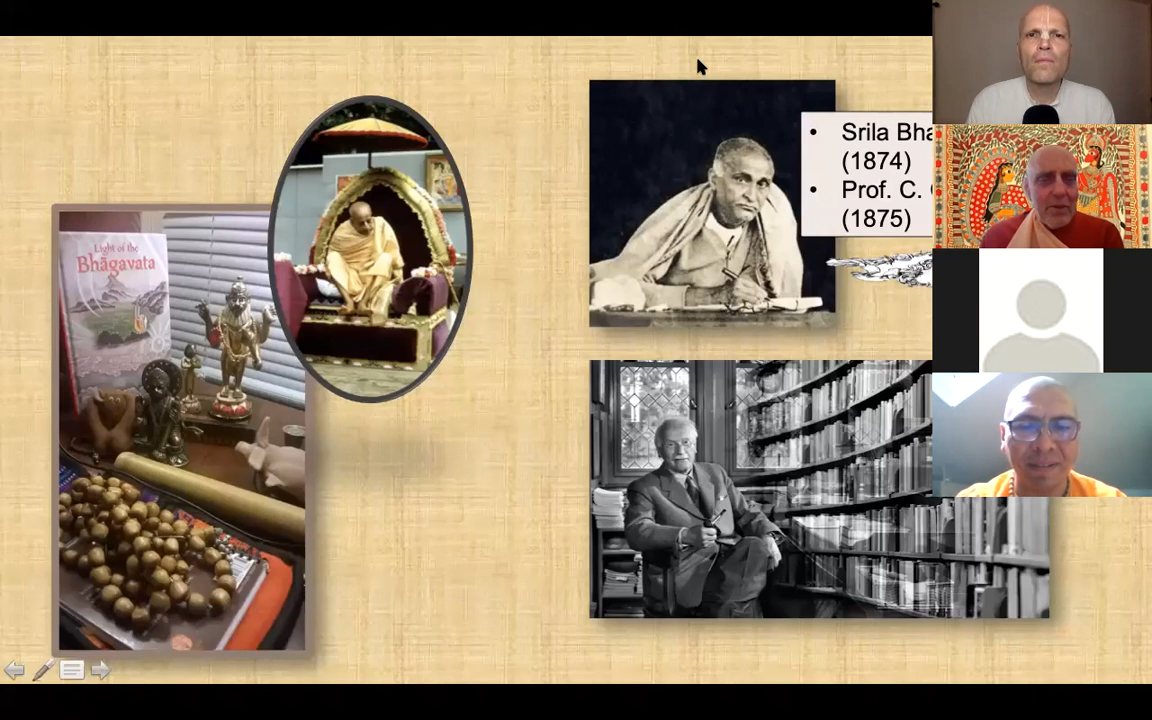 Light of the
Bhāgavata
• Srila Bha
(1874)
• Prof. C.
(1875)